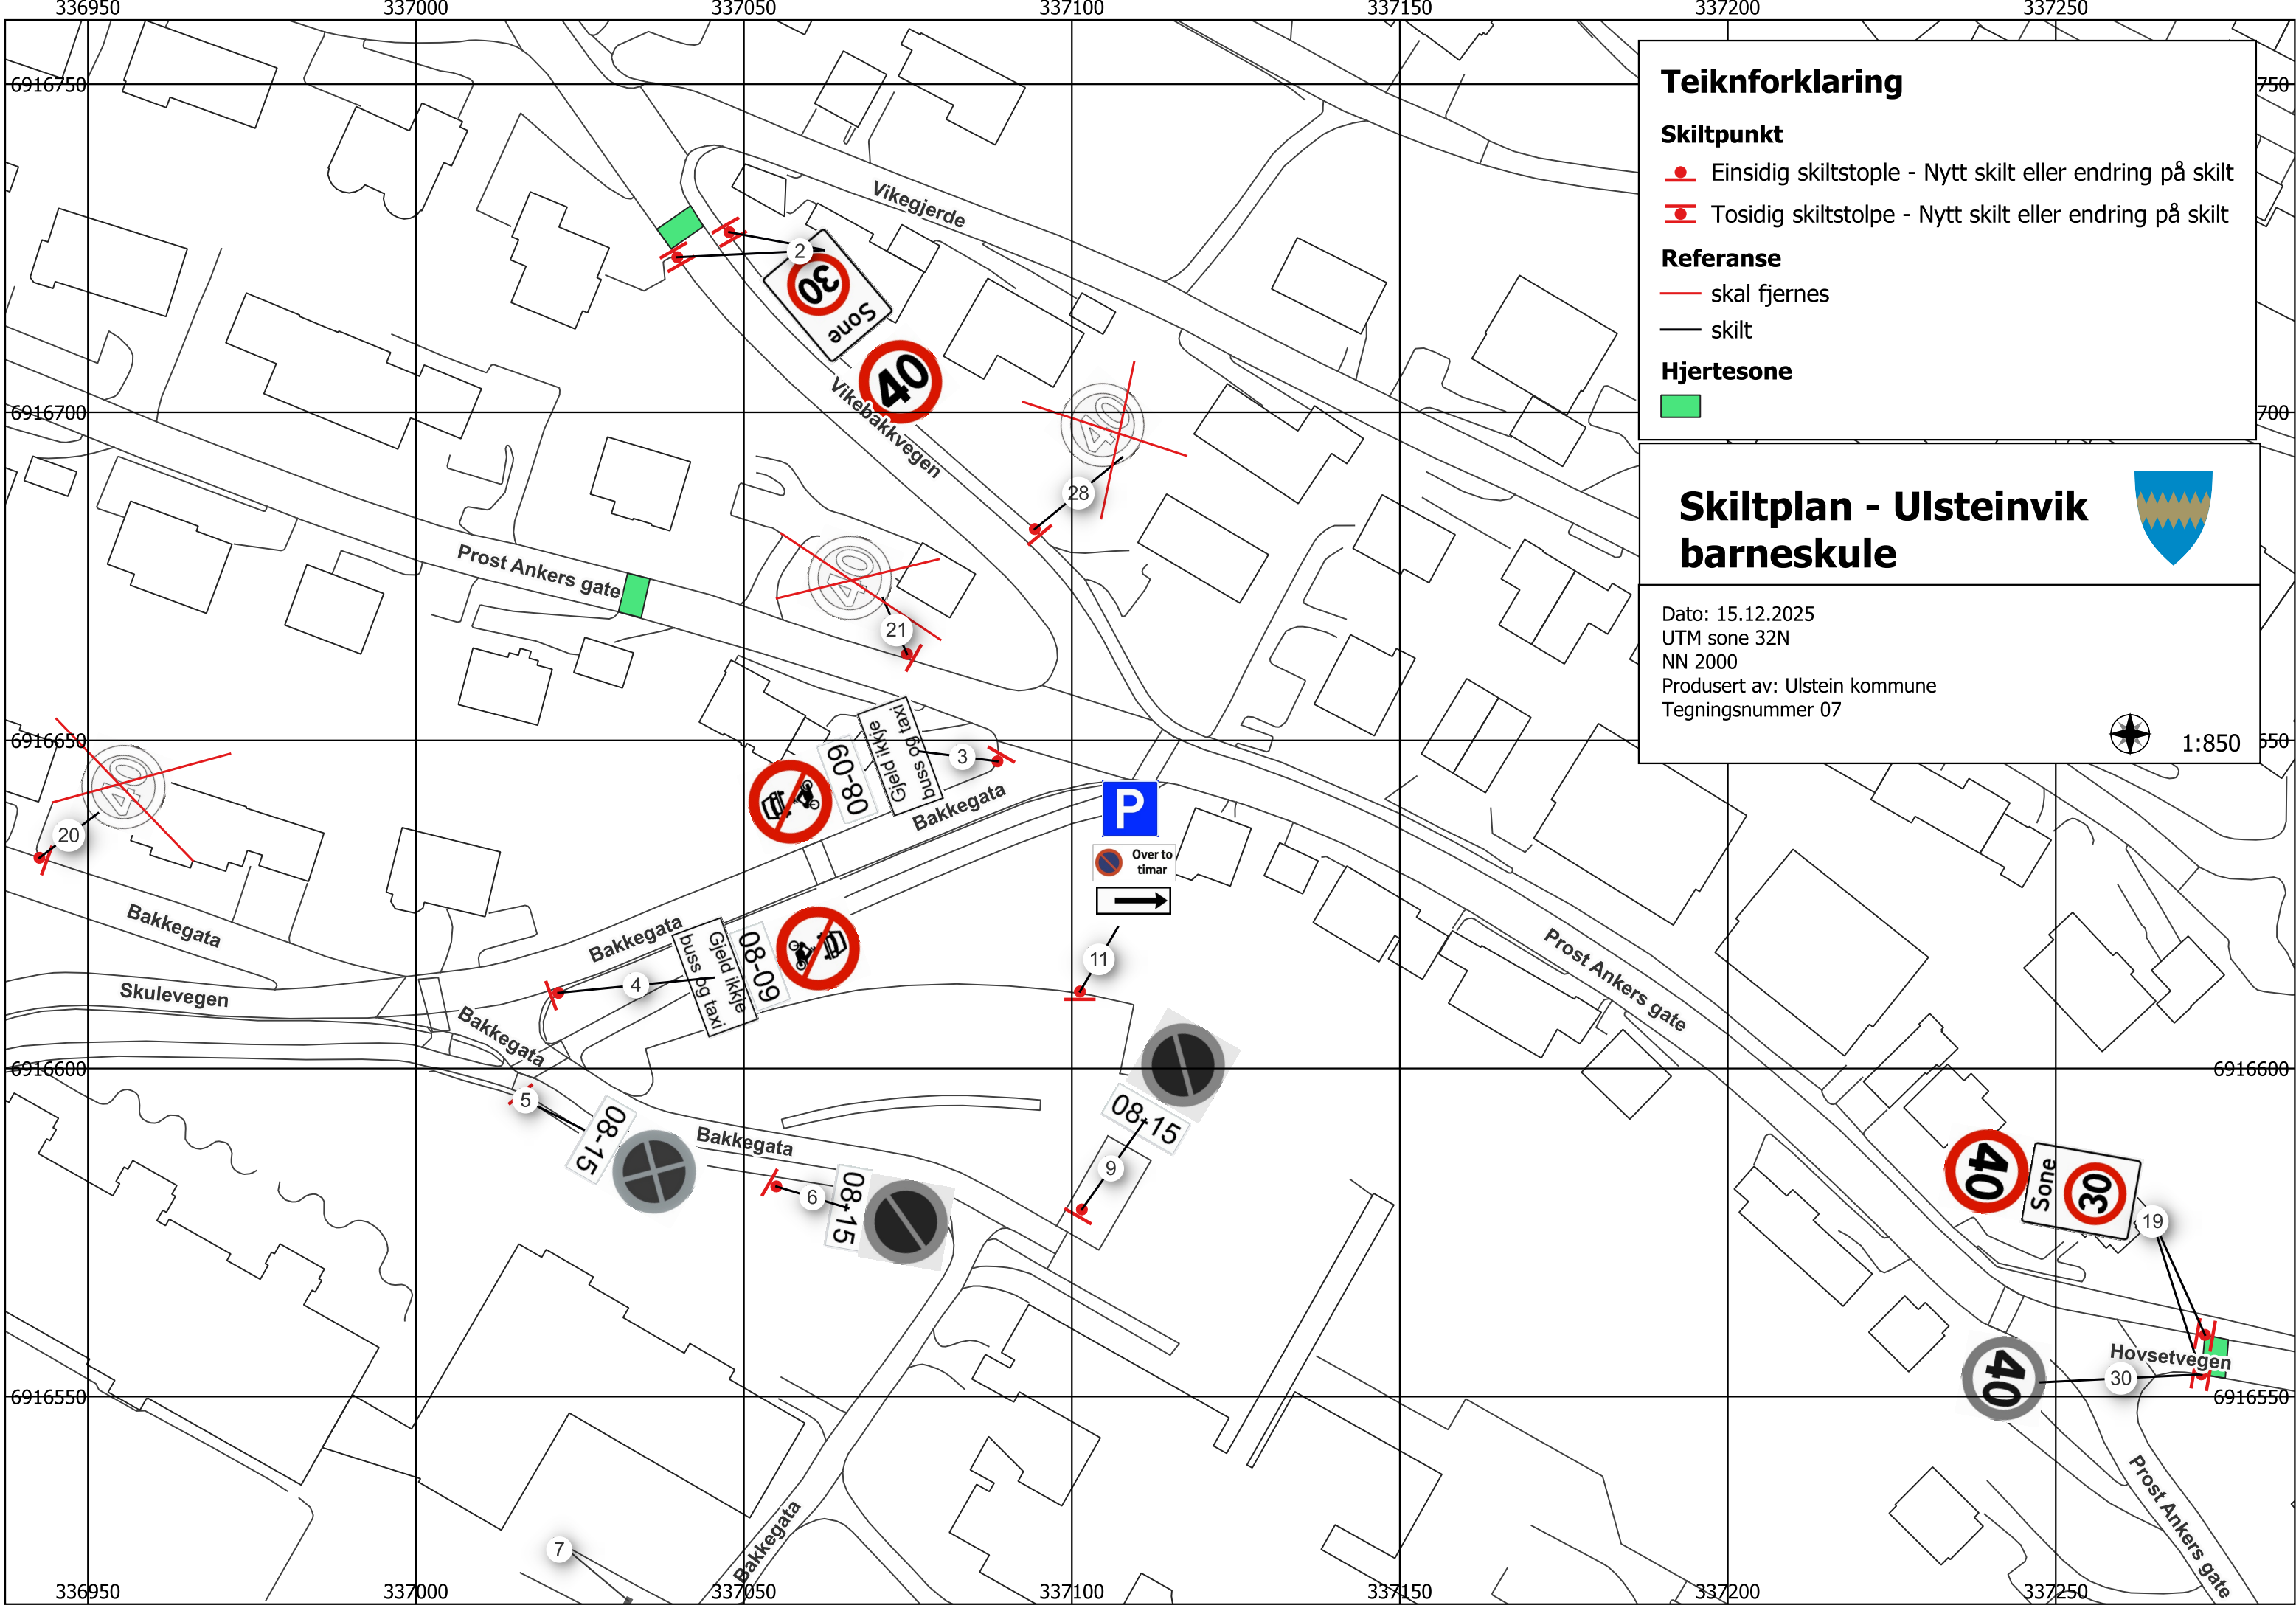 336950
337000
337050
337100
337150
337200
337250
6916750
750
Teiknforklaring
Skiltpunkt
Einsidig skiltstople - Nytt skilt eller endring på skilt
Tosidig skiltstolpe - Nytt skilt eller endring på skilt
Referanse
skal fjernes
skilt
Hjertesone
Vikegjerde
2
30
Sone
40
Vikebakkvegen
40
28
6916700
700
Skiltplan - Ulsteinvik
barneskule
Dato: 15.12.2025
UTM sone 32N
NN 2000
Produsert av: Ulstein kommune
Tegningsnummer 07
1:850
Prost Ankers gate
40
21
6916650
650
40
20
3
Gjeld ikkje
buss og taxi
08-09
Bakkegata
P
Over to
timar
11
Bakkegata
Skulevegen
Bakkegata
4
Gjeld ikkje
buss og taxi
08-09
Bakkegata
Prost Ankers gate
6916600
6916600
5
08-15
Bakkegata
6
08-15
08-15
9
40
Sone
30
19
Hovsetvegen
40
30
6916550
6916550
Prost Ankers gate
7
Bakkegata
336950
337000
337050
337100
337150
337200
337250